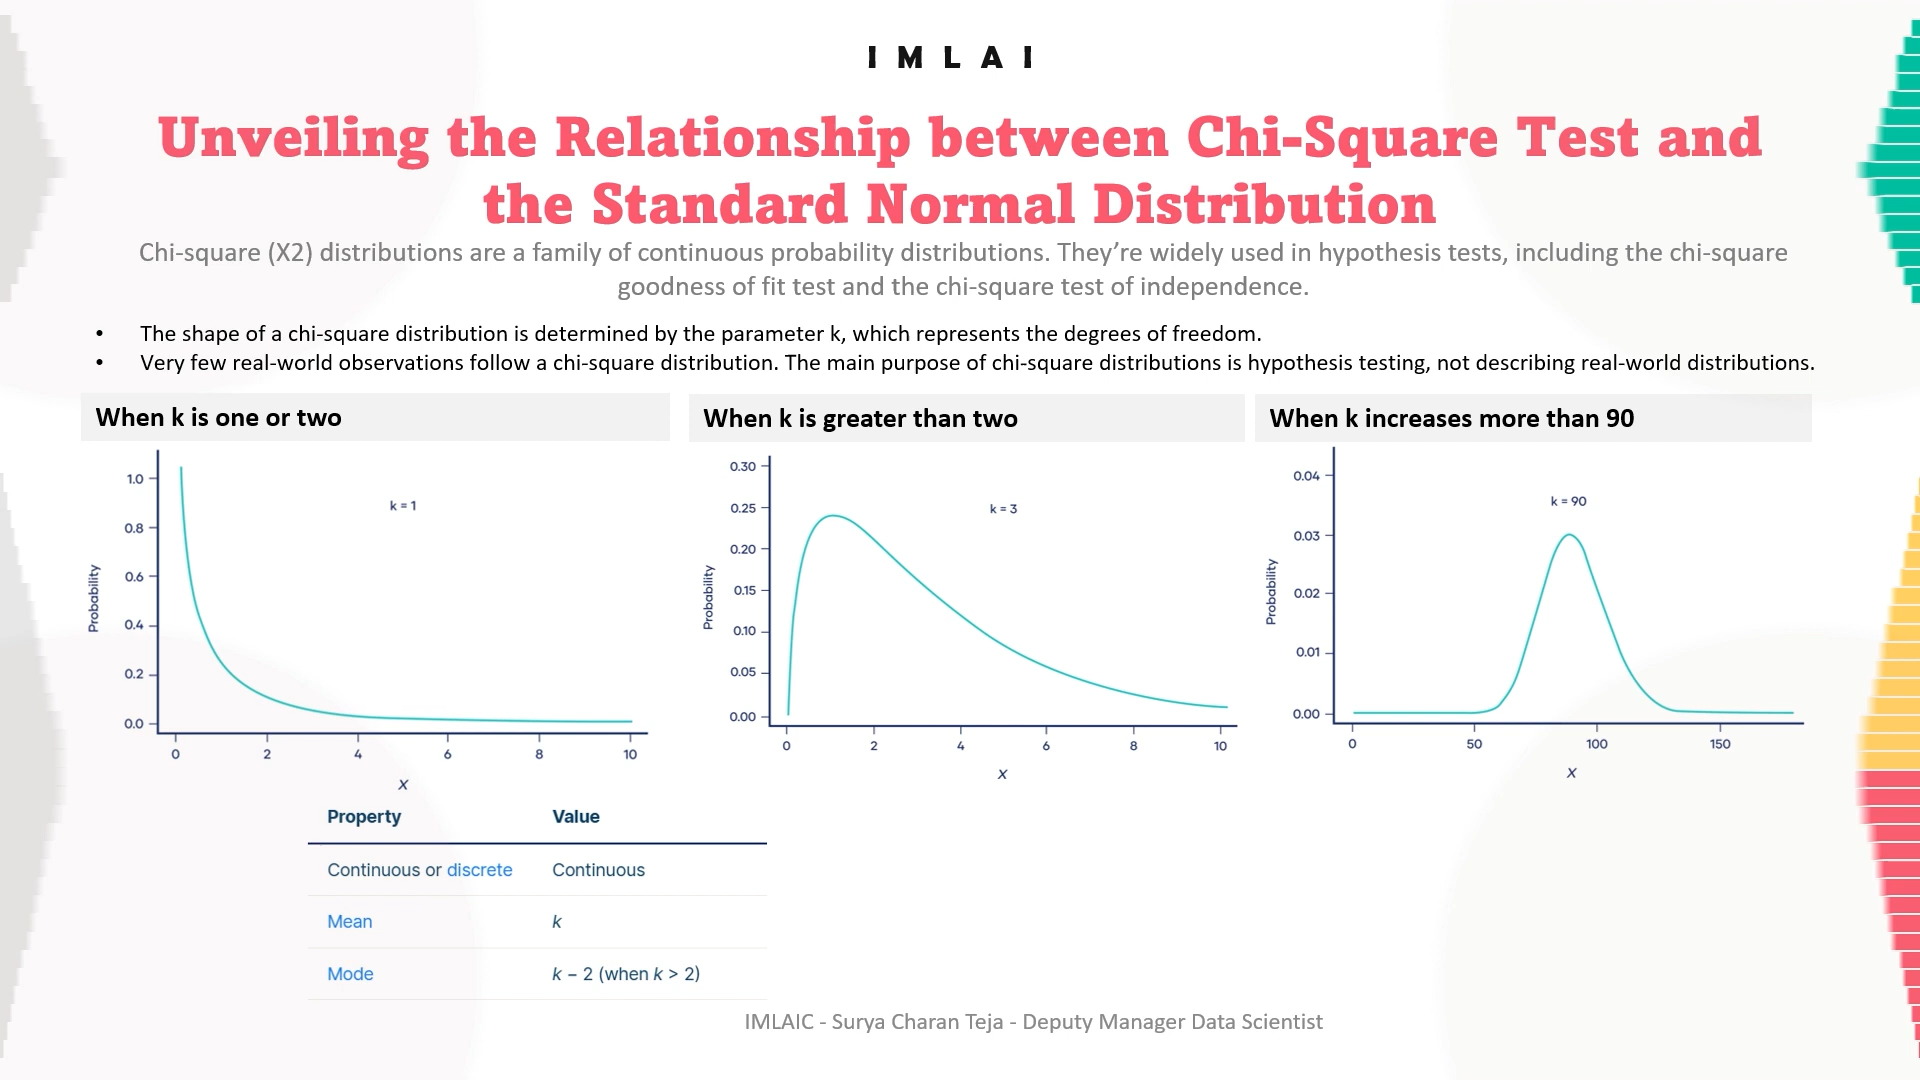 IMLAI
Unveiling the Relationship between Chi-Square Test and
the Standard Normal Distribution
Chi-square (X2) distributions are a family of continuous probability distributions. They’re widely used in hypothesis tests, including the chi-square
goodness of fit test and the chi-square test of independence.
• The shape of a chi-square distribution is determined by the parameter k, which represents the degrees of freedom.
• Very few real-world observations follow a chi-square distribution. The main purpose of chi-square distributions is hypothesis testing, not describing real-world distributions.
When k is one or two
1.0
0.8
0.6
0.4
0.2
0.0
Probability
k = 1
0 2 4 6 8 10
X
When k is greater than two
0.30
0.25
0.20
0.15
0.10
0.05
0.00
Probability
k = 3
0 2 4 6 8 10
X
When k increases more than 90
0.04
0.03
0.02
0.01
0.00
Probability
k = 90
0 50 100 150
X
Property Value
Continuous or discrete Continuous
Mean k
Mode k − 2 (when k > 2)
IMLAIC - Surya Charan Teja - Deputy Manager Data Scientist